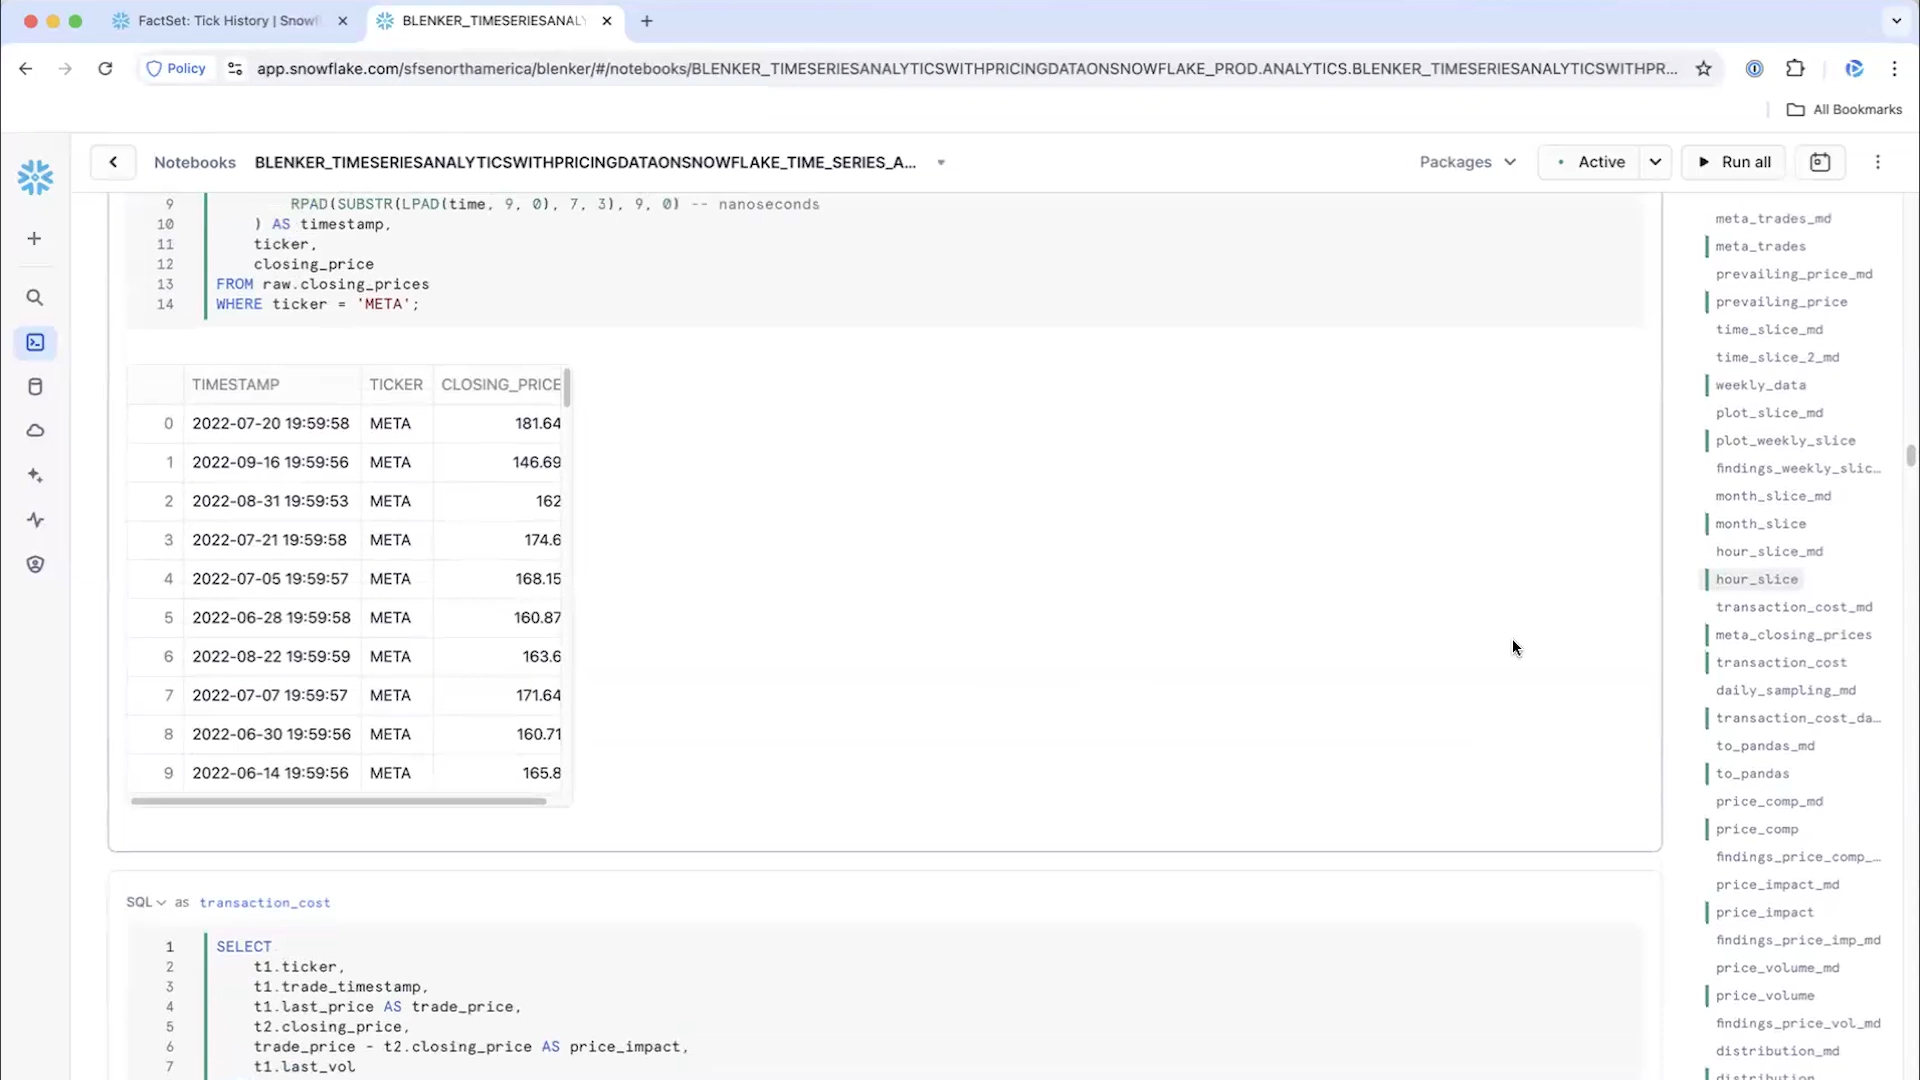 FactSet: Tick History | Snowf
BLENKER_TIMESERIESANALY
Policy
app.snowflake.com/sfsenorthamerica/blenker/#/notebooks/BLENKER_TIMESERIESANALYTICSWITHPRICINGDATAONSNOWFLAKE_PROD.ANALYTICS.BLENKER_TIMESERIESANALYTICSWITHPR...
All Bookmarks
Notebooks
BLENKER_TIMESERIESANALYTICSWITHPRICINGDATAONSNOWFLAKE_TIME_SERIES_A...
Packages
Active
Run all
9 RPAD(SUBSTR(LPAD(time, 9, 0), 7, 3), 9, 0) -- nanoseconds
10 ) AS timestamp,
11 ticker,
12 closing_price
13 FROM raw.closing_prices
14 WHERE ticker = 'META';
TIMESTAMP TICKER CLOSING_PRICE
0 2022-07-20 19:59:58 META 181.64
1 2022-09-16 19:59:56 META 146.69
2 2022-08-31 19:59:53 META 162
3 2022-07-21 19:59:58 META 174.6
4 2022-07-05 19:59:57 META 168.15
5 2022-06-28 19:59:58 META 160.87
6 2022-08-22 19:59:59 META 163.6
7 2022-07-07 19:59:57 META 171.64
8 2022-06-30 19:59:56 META 160.71
9 2022-06-14 19:59:56 META 165.8
SQL as transaction_cost
1 SELECT
2 t1.ticker,
3 t1.trade_timestamp,
4 t1.last_price AS trade_price,
5 t2.closing_price,
6 trade_price - t2.closing_price AS price_impact,
7 t1.last_vol
meta_trades_md
meta_trades
prevailing_price_md
prevailing_price
time_slice_md
time_slice_2_md
weekly_data
plot_slice_md
plot_weekly_slice
findings_weekly_slic...
month_slice_md
month_slice
hour_slice_md
hour_slice
transaction_cost_md
meta_closing_prices
transaction_cost
daily_sampling_md
transaction_cost_da...
to_pandas_md
to_pandas
price_comp_md
price_comp
findings_price_comp_...
price_impact_md
price_impact
findings_price_imp_md
price_volume_md
price_volume
findings_price_vol_md
distribution_md
distribution